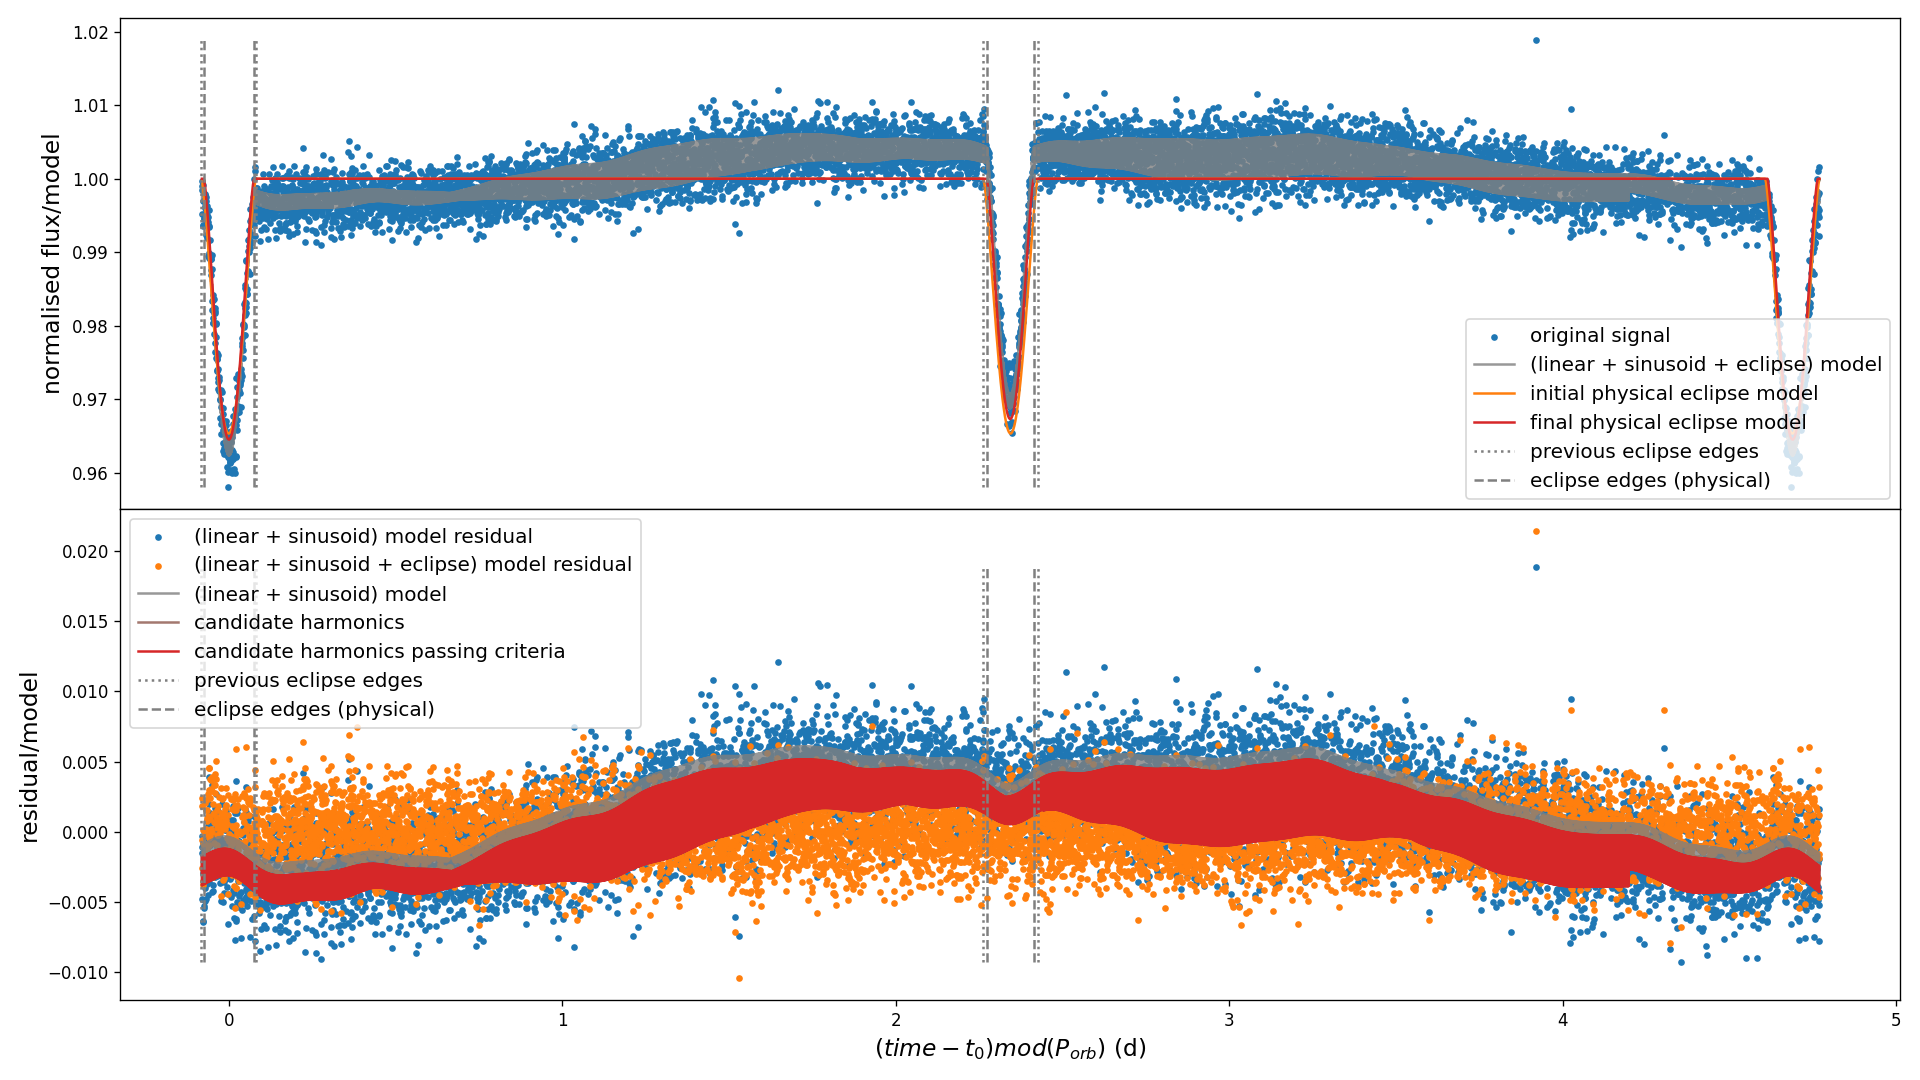 1.02
1.01
1.00
0.99
0.98
0.97
0.96
normalised flux/model
original signal
(linear + sinusoid + eclipse) model
initial physical eclipse model
final physical eclipse model
previous eclipse edges
eclipse edges (physical)
(linear + sinusoid) model residual
(linear + sinusoid + eclipse) model residual
(linear + sinusoid) model
candidate harmonics
candidate harmonics passing criteria
previous eclipse edges
eclipse edges (physical)
0.020
0.015
0.010
0.005
0.000
−0.005
−0.010
residual/model
0 1 2 3 4 5
(time − t₀)mod(P_orb) (d)